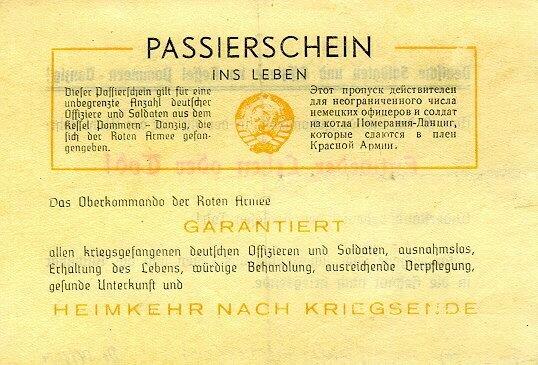 PASSIERSCHEIN
INS LEBEN
Dieser Passierschein gilt für eine
unbegrenzte Anzahl deutscher
Offiziere und Soldaten aus dem
Kessel Pommern - Danzig, die
sich der Roten Armee gefan-
gengeben.
Этот пропуск действителен
для неограниченного числа
немецких офицеров и солдат
из котла Померания-Данциг,
которые сдаются в плен
Красной Армии.
Das Oberkommando der Roten Armee
GARANTIERT
allen kriegsgefangenen deutschen Offizieren und Soldaten, ausnahmslos,
Erhaltung des Lebens, würdige Behandlung, ausreichende Verpflegung,
gesunde Unterkunft und
HEIMKEHR NACH KRIEGSENDE